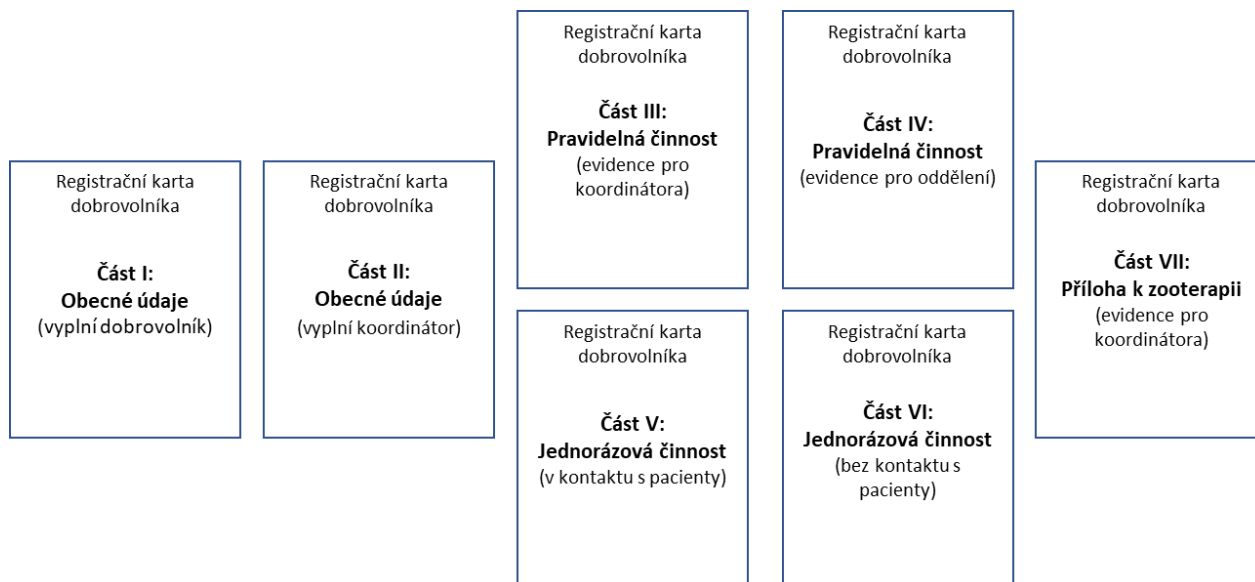 Registrační karta
dobrovolníka
Část I:
Obecné údaje
(vyplní dobrovolník)
Registrační karta
dobrovolníka
Část II:
Obecné údaje
(vyplní koordinátor)
Registrační karta
dobrovolníka
Část III:
Pravidelná činnost
(evidence pro
koordinátora)
Registrační karta
dobrovolníka
Část IV:
Pravidelná činnost
(evidence pro oddělení)
Registrační karta
dobrovolníka
Část V:
Jednorázová činnost
(v kontaktu s pacienty)
Registrační karta
dobrovolníka
Část VI:
Jednorázová činnost
(bez kontaktu s
pacienty)
Registrační karta
dobrovolníka
Část VII:
Příloha k zooterapii
(evidence pro
koordinátora)